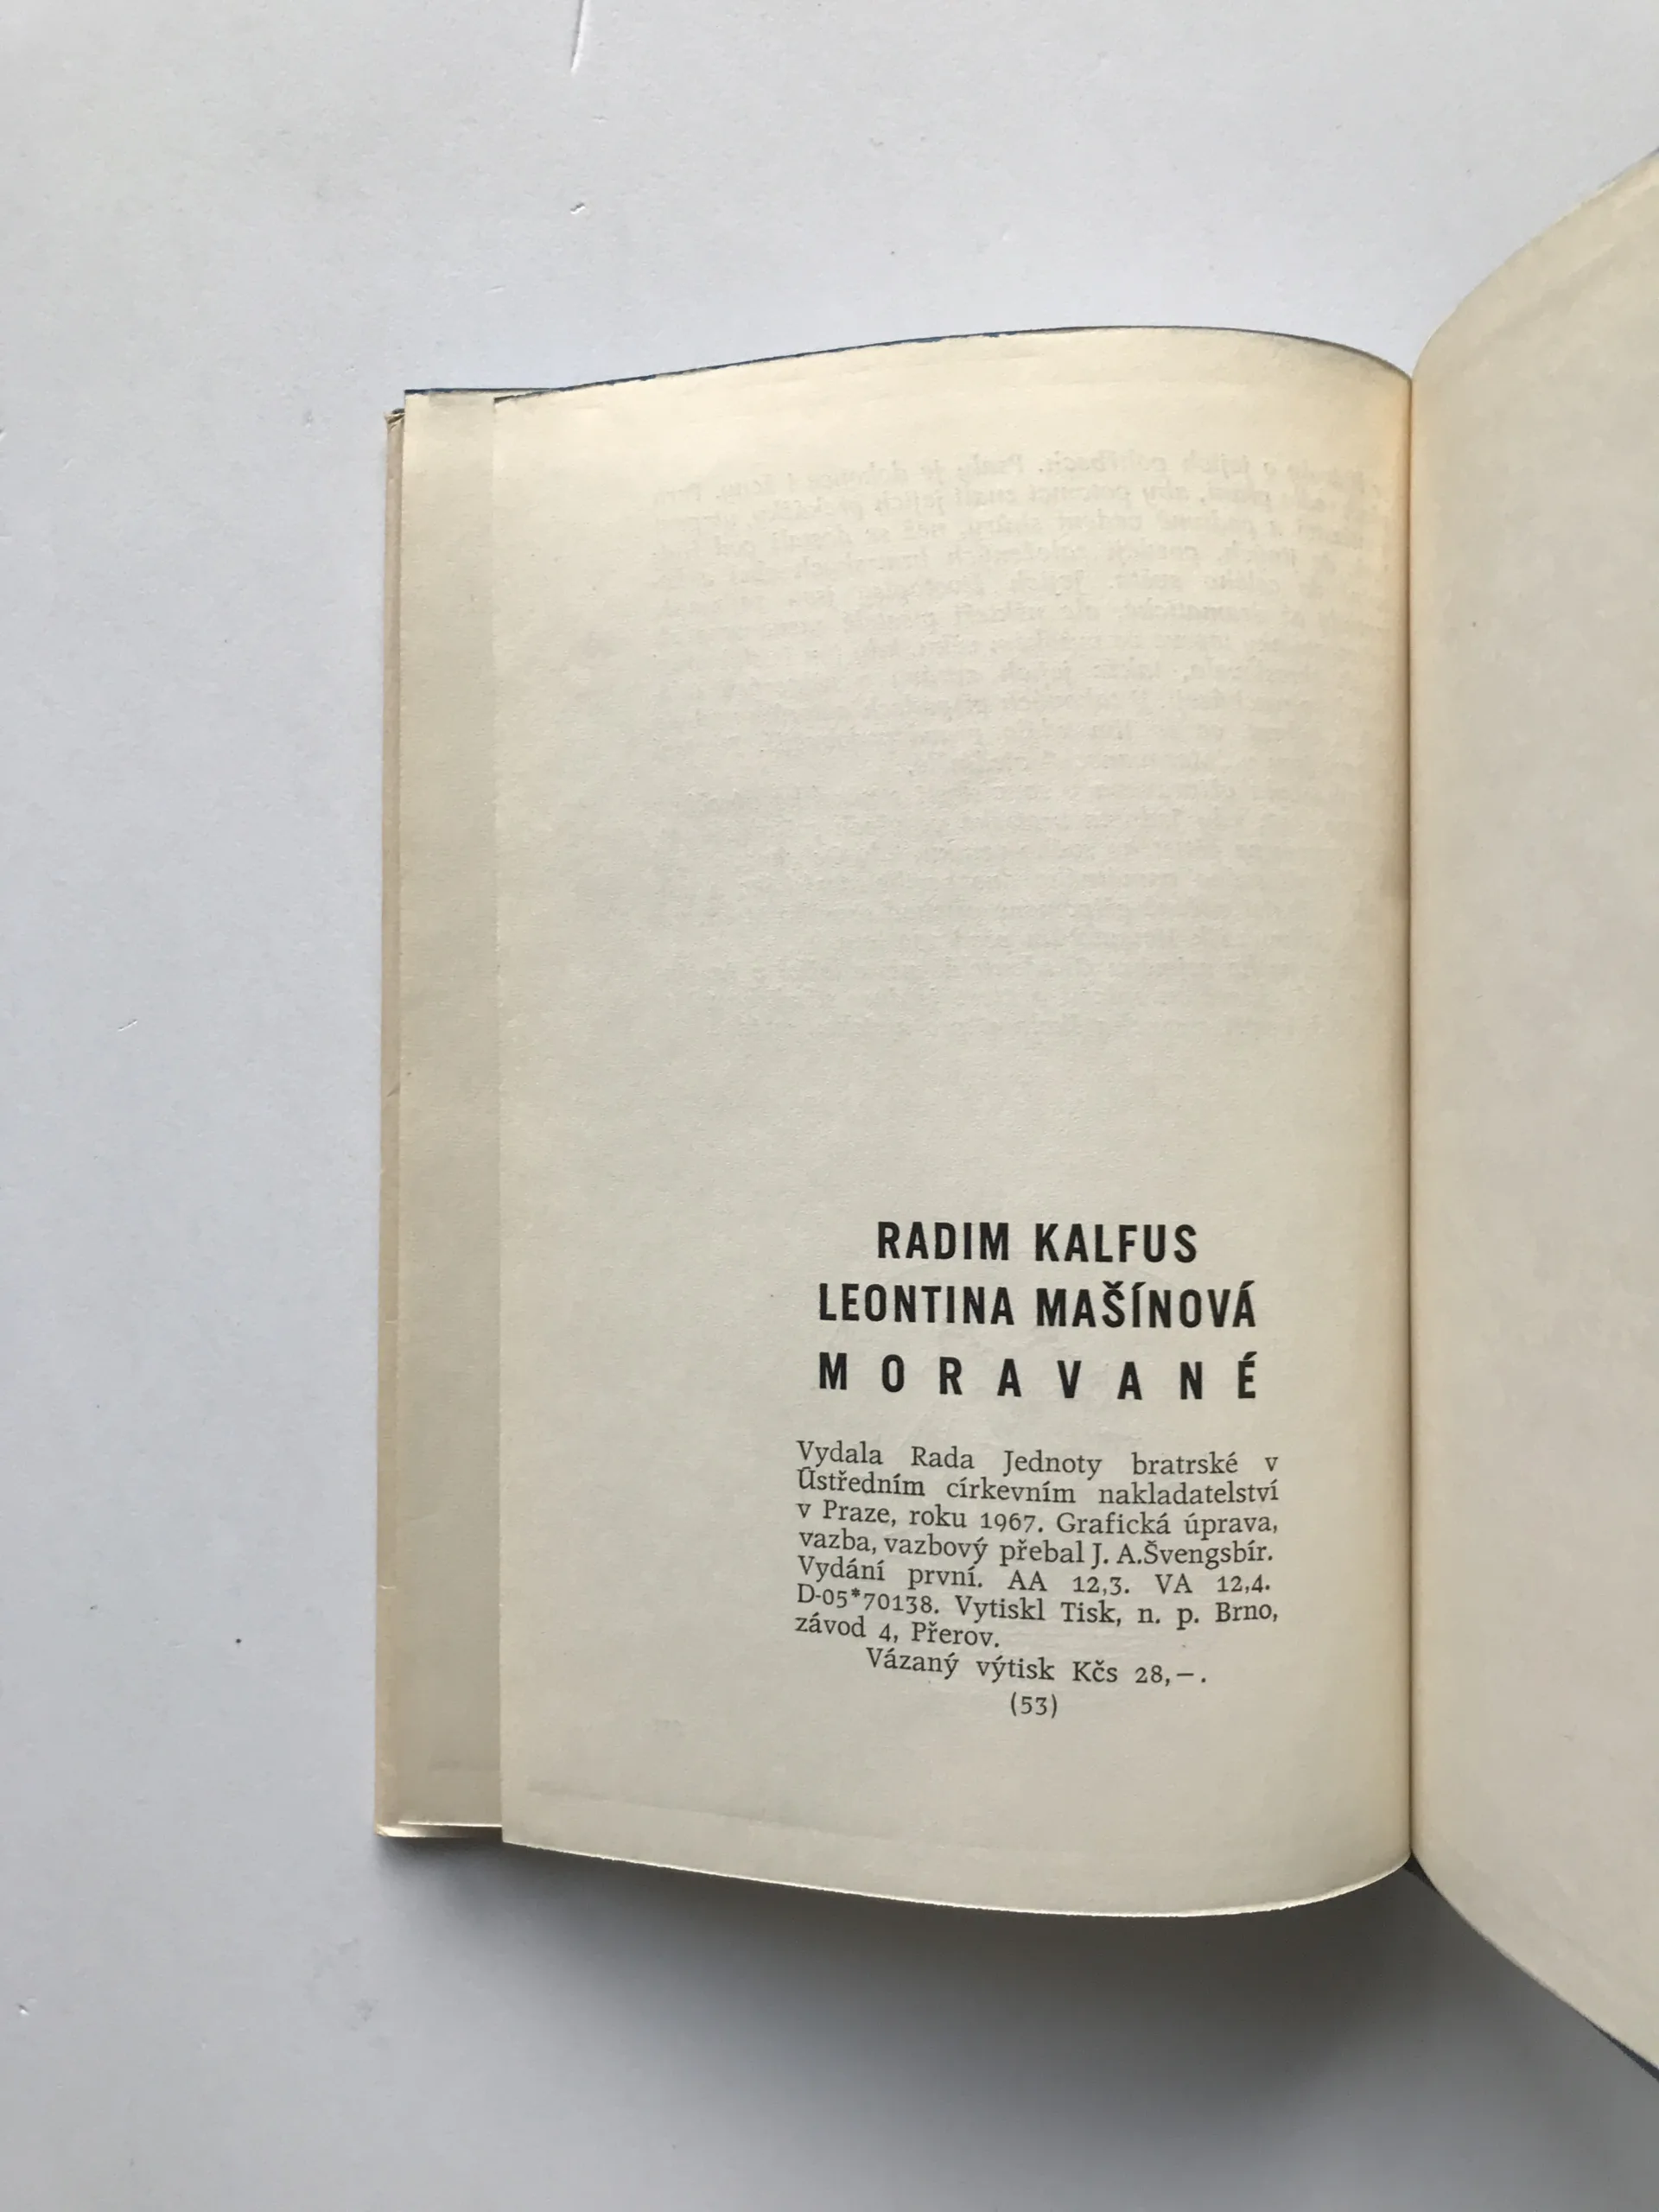 RADIM KALFUS
LEONTINA MAŠÍNOVÁ
MORAVANÉ
Vydala Rada Jednoty bratrské v
Ústředním církevním nakladatelství
v Praze, roku 1967. Grafická úprava,
vazba, vazbový přebal J. A.Švengsbír.
Vydání první. AA 12,3. VA 12,4.
D-05*70138. Vytiskl Tisk, n. p. Brno,
závod 4, Přerov.
Vázaný výtisk Kčs 28,–.
(53)